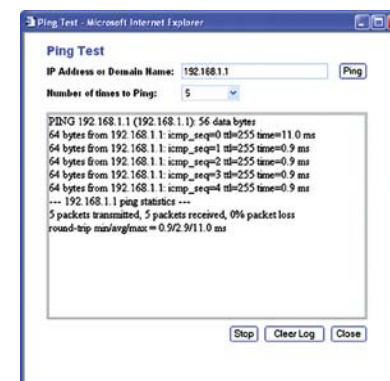 Ping Test - Microsoft Internet Explorer
Ping Test
IP Address or Domain Name: 192.168.1.1 Ping
Number of times to Ping: 5
PING 192.168.1.1 (192.168.1.1): 56 data bytes
64 bytes from 192.168.1.1: icmp_seq=0 ttl=255 time=11.0 ms
64 bytes from 192.168.1.1: icmp_seq=1 ttl=255 time=0.9 ms
64 bytes from 192.168.1.1: icmp_seq=2 ttl=255 time=0.9 ms
64 bytes from 192.168.1.1: icmp_seq=3 ttl=255 time=0.9 ms
64 bytes from 192.168.1.1: icmp_seq=4 ttl=255 time=0.9 ms
--- 192.168.1.1 ping statistics ---
5 packets transmitted, 5 packets received, 0% packet loss
round-trip min/avg/max = 0.9/2.9/11.0 ms
Stop Clear Log Close